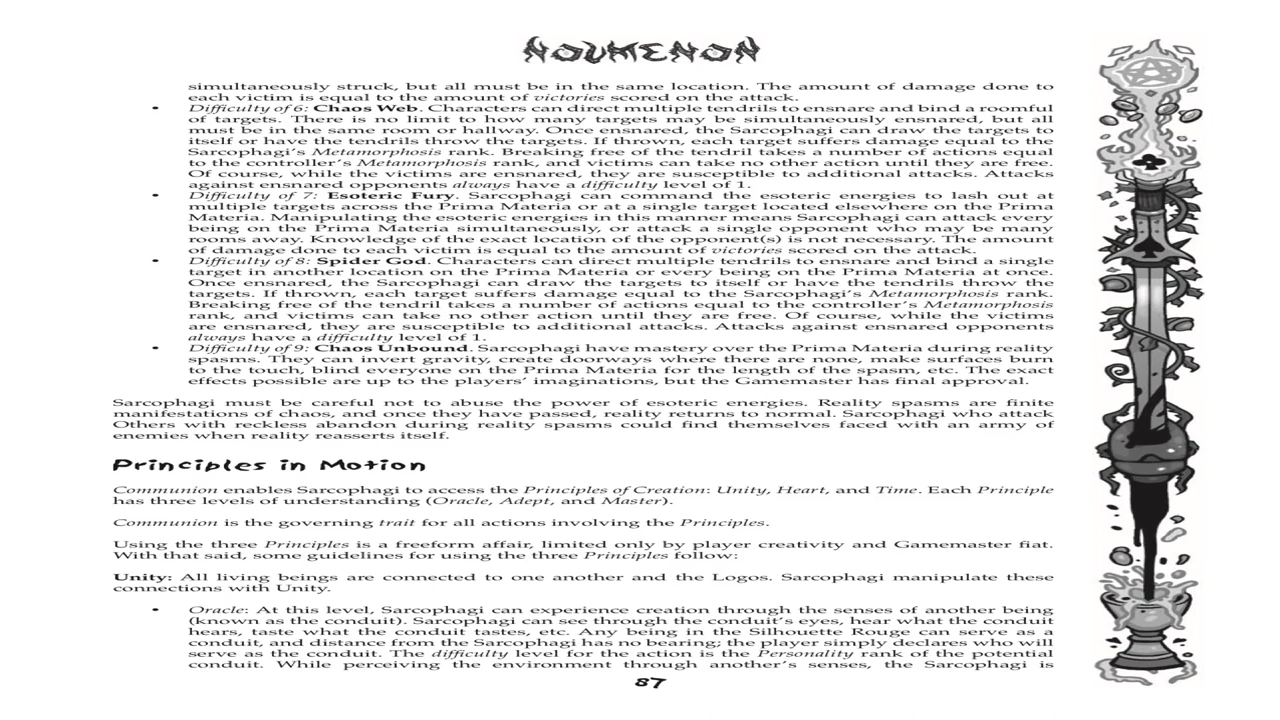 NOUMENON
simultaneously struck, but all must be in the same location. The amount of damage done to
each victim is equal to the amount of victories scored on the attack.
• Difficulty of 6: Chaos Web. Characters can direct multiple tendrils to ensnare and bind a roomful
of targets. There is no limit to how many targets may be simultaneously ensnared, but all
must be in the same room or hallway. Once ensnared, the Sarcophagi can draw the targets to
itself or have the tendrils throw the targets. If thrown, each target suffers damage equal to the
Sarcophagi's Metamorphosis rank. Breaking free of the tendril takes a number of actions equal
to the controller's Metamorphosis rank, and victims can take no other action until they are free.
Of course, while the victims are ensnared, they are susceptible to additional attacks. Attacks
against ensnared opponents always have a difficulty level of 1.
• Difficulty of 7: Esoteric Fury. Sarcophagi can command the esoteric energies to lash out at
multiple targets across the Prima Materia or at a single target located elsewhere on the Prima
Materia. Manipulating the esoteric energies in this manner means Sarcophagi can attack every
being on the Prima Materia simultaneously, or attack a single opponent who may be many
rooms away. Knowledge of the exact location of the opponent(s) is not necessary. The amount
of damage done to each victim is equal to the amount of victories scored on the attack.
• Difficulty of 8: Spider God. Characters can direct multiple tendrils to ensnare and bind a single
target in another location on the Prima Materia or every being on the Prima Materia at once.
Once ensnared, the Sarcophagi can draw the targets to itself or have the tendrils throw the
targets. If thrown, each target suffers damage equal to the Sarcophagi's Metamorphosis rank.
Breaking free of the tendril takes a number of actions equal to the controller's Metamorphosis
rank, and victims can take no other action until they are free. Of course, while the victims
are ensnared, they are susceptible to additional attacks. Attacks against ensnared opponents
always have a difficulty level of 1.
• Difficulty of 9: Chaos Unbound. Sarcophagi have mastery over the Prima Materia during reality
spasms. They can invert gravity, create doorways where there are none, make surfaces burn
to the touch, blind everyone on the Prima Materia for the length of the spasm, etc. The exact
effects possible are up to the players' imaginations, but the Gamemaster has final approval.
Sarcophagi must be careful not to abuse the power of esoteric energies. Reality spasms are finite
manifestations of chaos, and once they have passed, reality returns to normal. Sarcophagi who attack
Others with reckless abandon during reality spasms could find themselves faced with an army of
enemies when reality reasserts itself.
Principles in Motion
Communion enables Sarcophagi to access the Principles of Creation: Unity, Heart, and Time. Each Principle
has three levels of understanding (Oracle, Adept, and Master).
Communion is the governing trait for all actions involving the Principles.
Using the three Principles is a freeform affair, limited only by player creativity and Gamemaster fiat.
With that said, some guidelines for using the three Principles follow:
Unity: All living beings are connected to one another and the Logos. Sarcophagi manipulate these
connections with Unity.
• Oracle: At this level, Sarcophagi can experience creation through the senses of another being
(known as the conduit). Sarcophagi can see through the conduit's eyes, hear what the conduit
hears, taste what the conduit tastes, etc. Any being in the Silhouette Rouge can serve as a
conduit, and distance from the Sarcophagi has no bearing; the player simply declares who will
serve as the conduit. The difficulty level for the action is the Personality rank of the potential
conduit. While perceiving the environment through another's senses, the Sarcophagi is
87